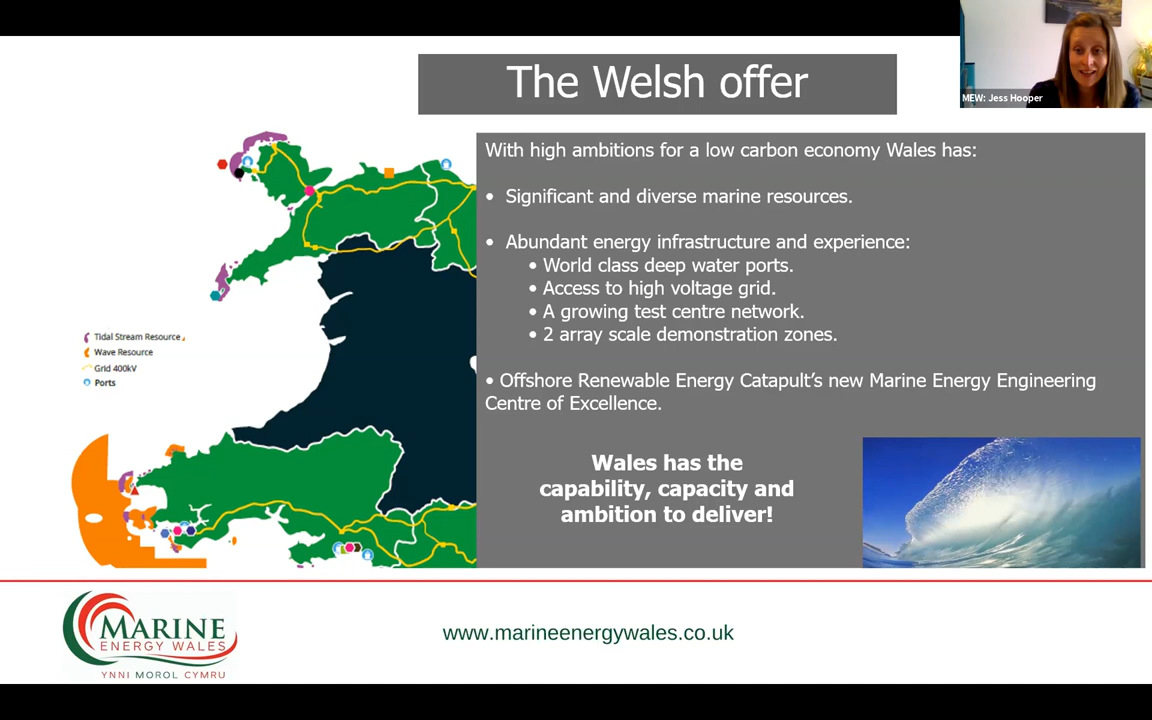 The Welsh offer
MEW: Jess Hooper
With high ambitions for a low carbon economy Wales has:
• Significant and diverse marine resources.
• Abundant energy infrastructure and experience:
• World class deep water ports.
• Access to high voltage grid.
• A growing test centre network.
• 2 array scale demonstration zones.
• Offshore Renewable Energy Catapult’s new Marine Energy Engineering
Centre of Excellence.
Wales has the
capability, capacity and
ambition to deliver!
Tidal Stream Resource
Wave Resource
Grid 400kV
Ports
MARINE
ENERGY WALES
YNNI MOROL CYMRU
www.marineenergywales.co.uk